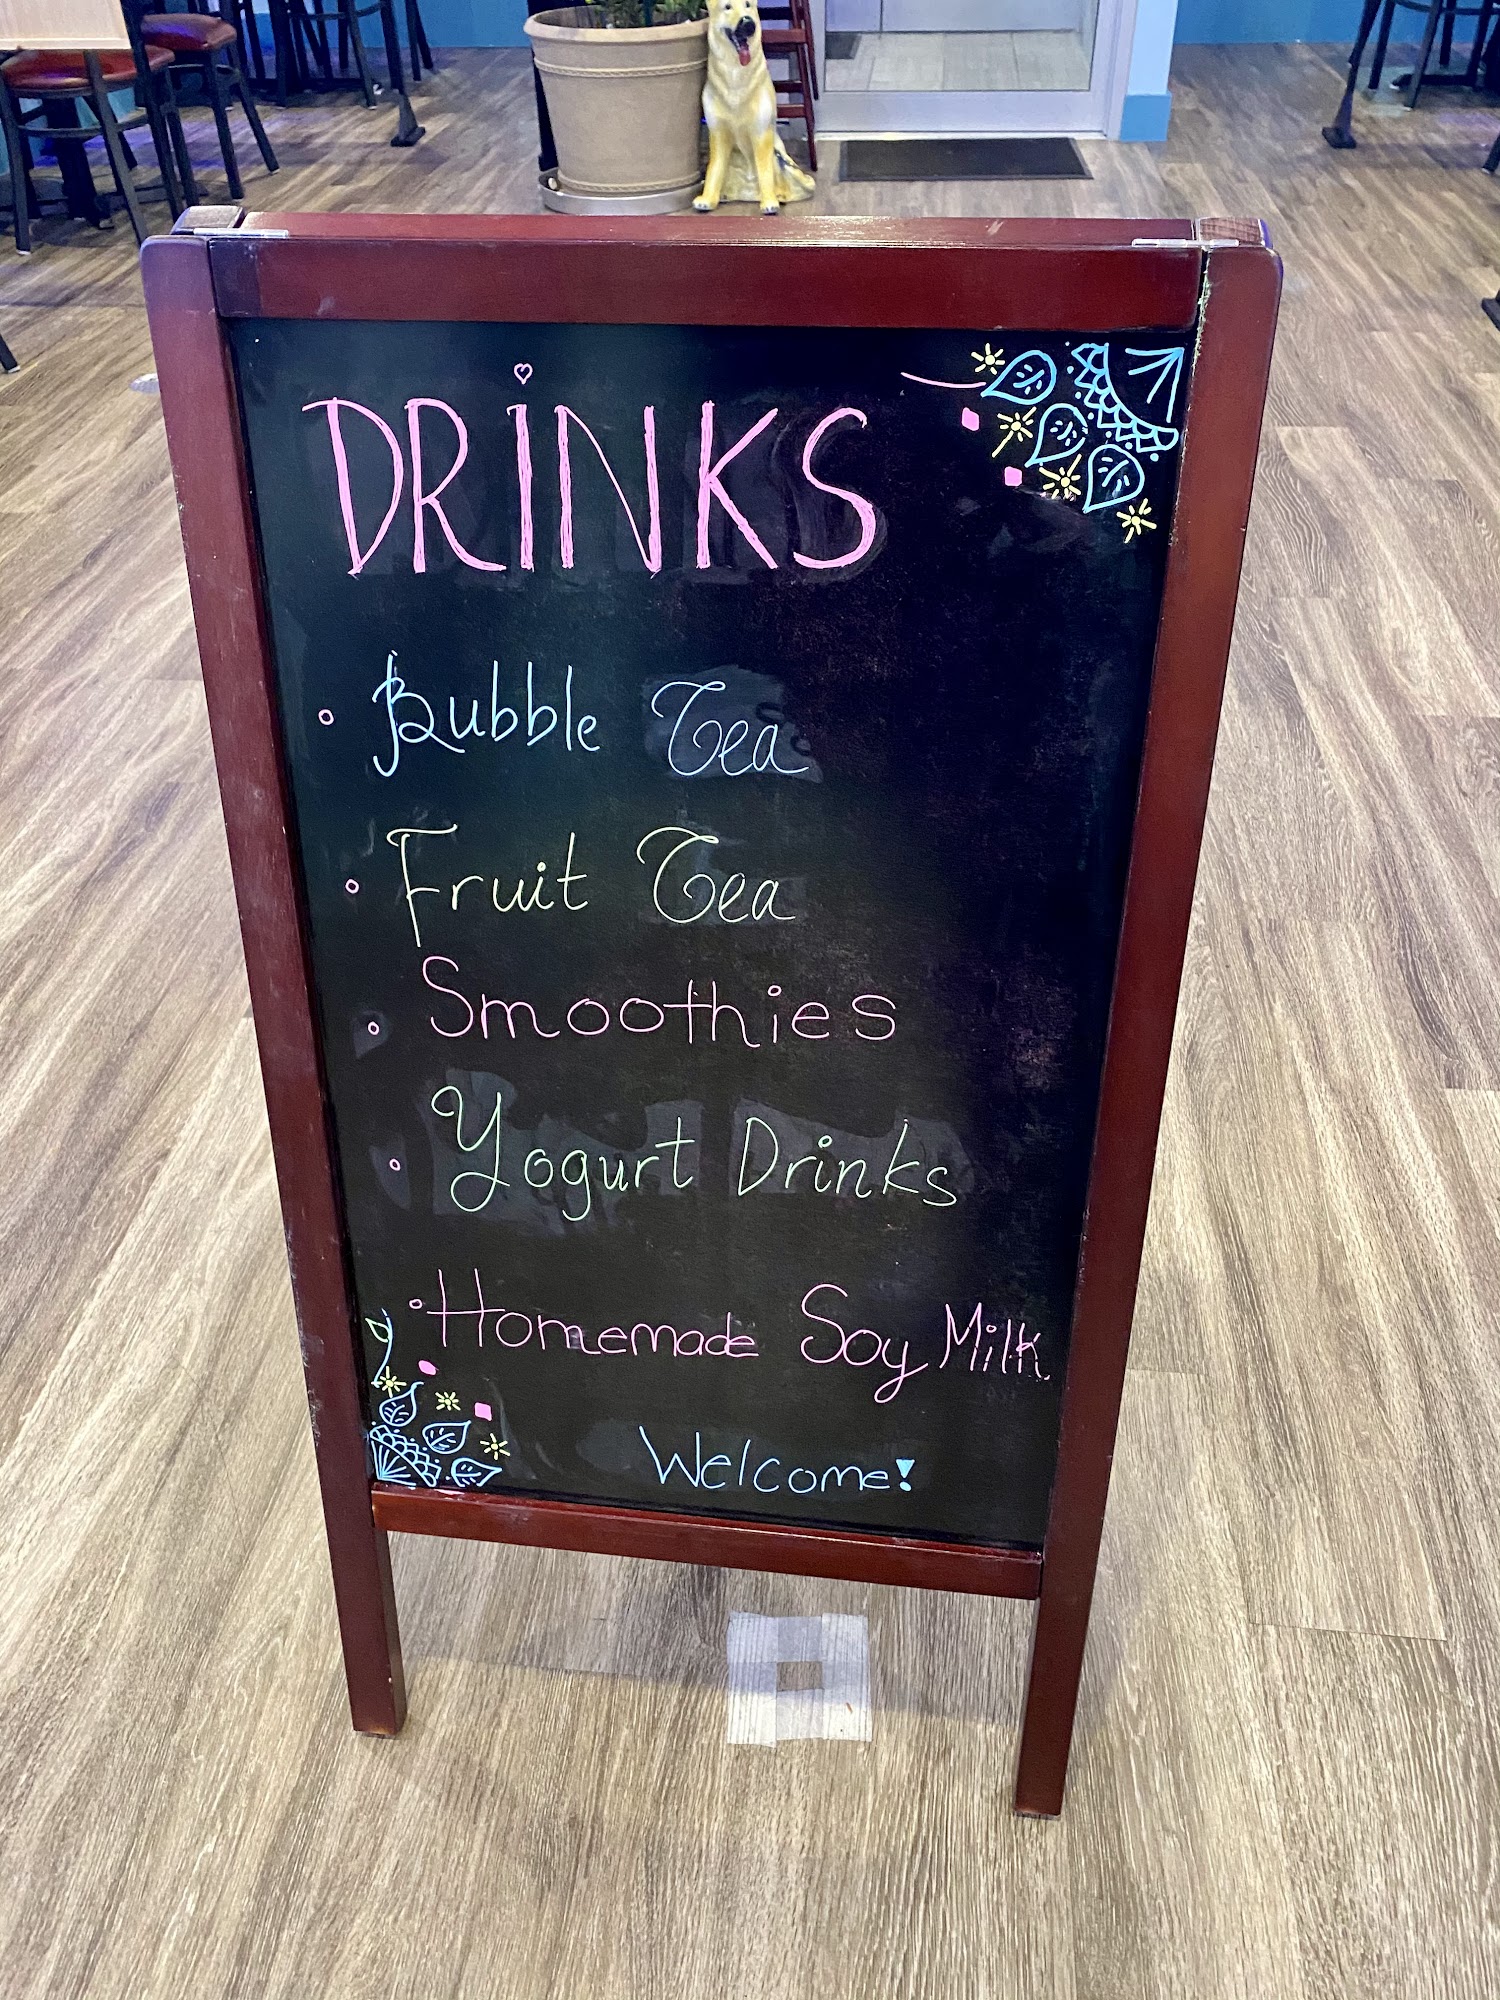 DRiNKS
• Bubble Tea
• Fruit Tea
• Smoothies
• Yogurt Drinks
• Homemade Soy Milk
Welcome!